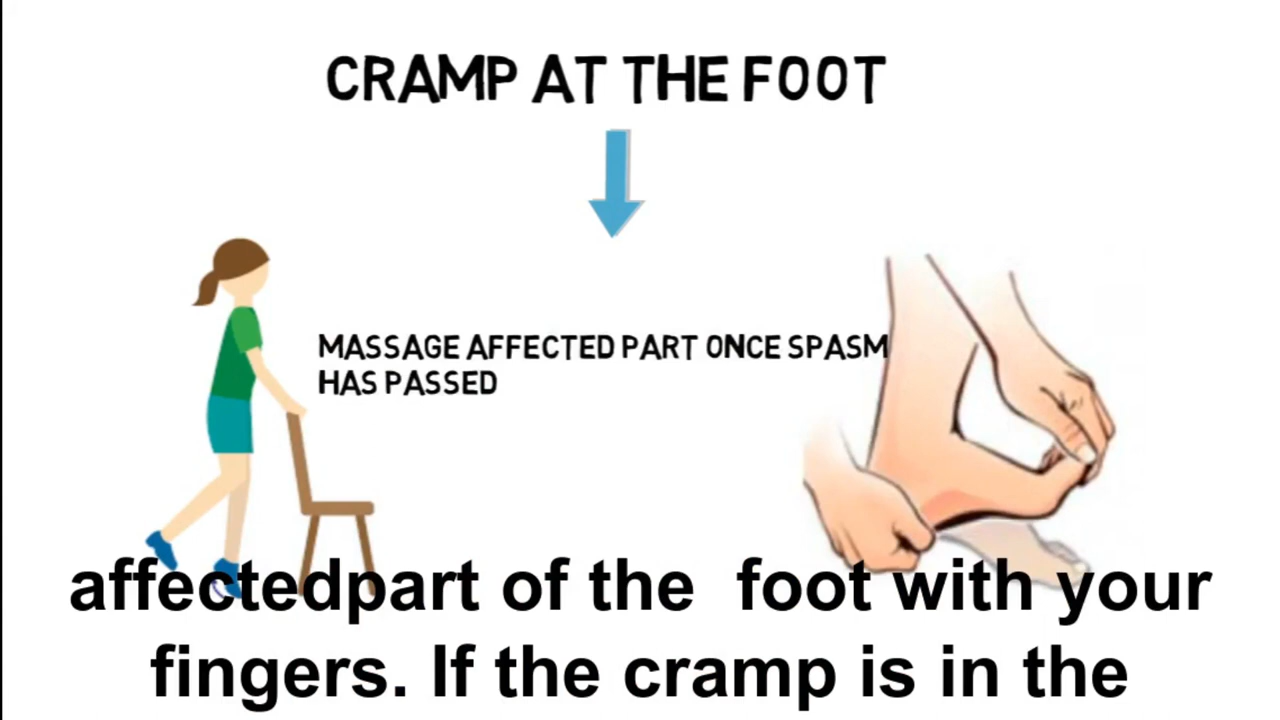 CRAMP AT THE FOOT
MASSAGE AFFECTED PART ONCE SPASM
HAS PASSED
affectedpart of the foot with your
fingers. If the cramp is in the